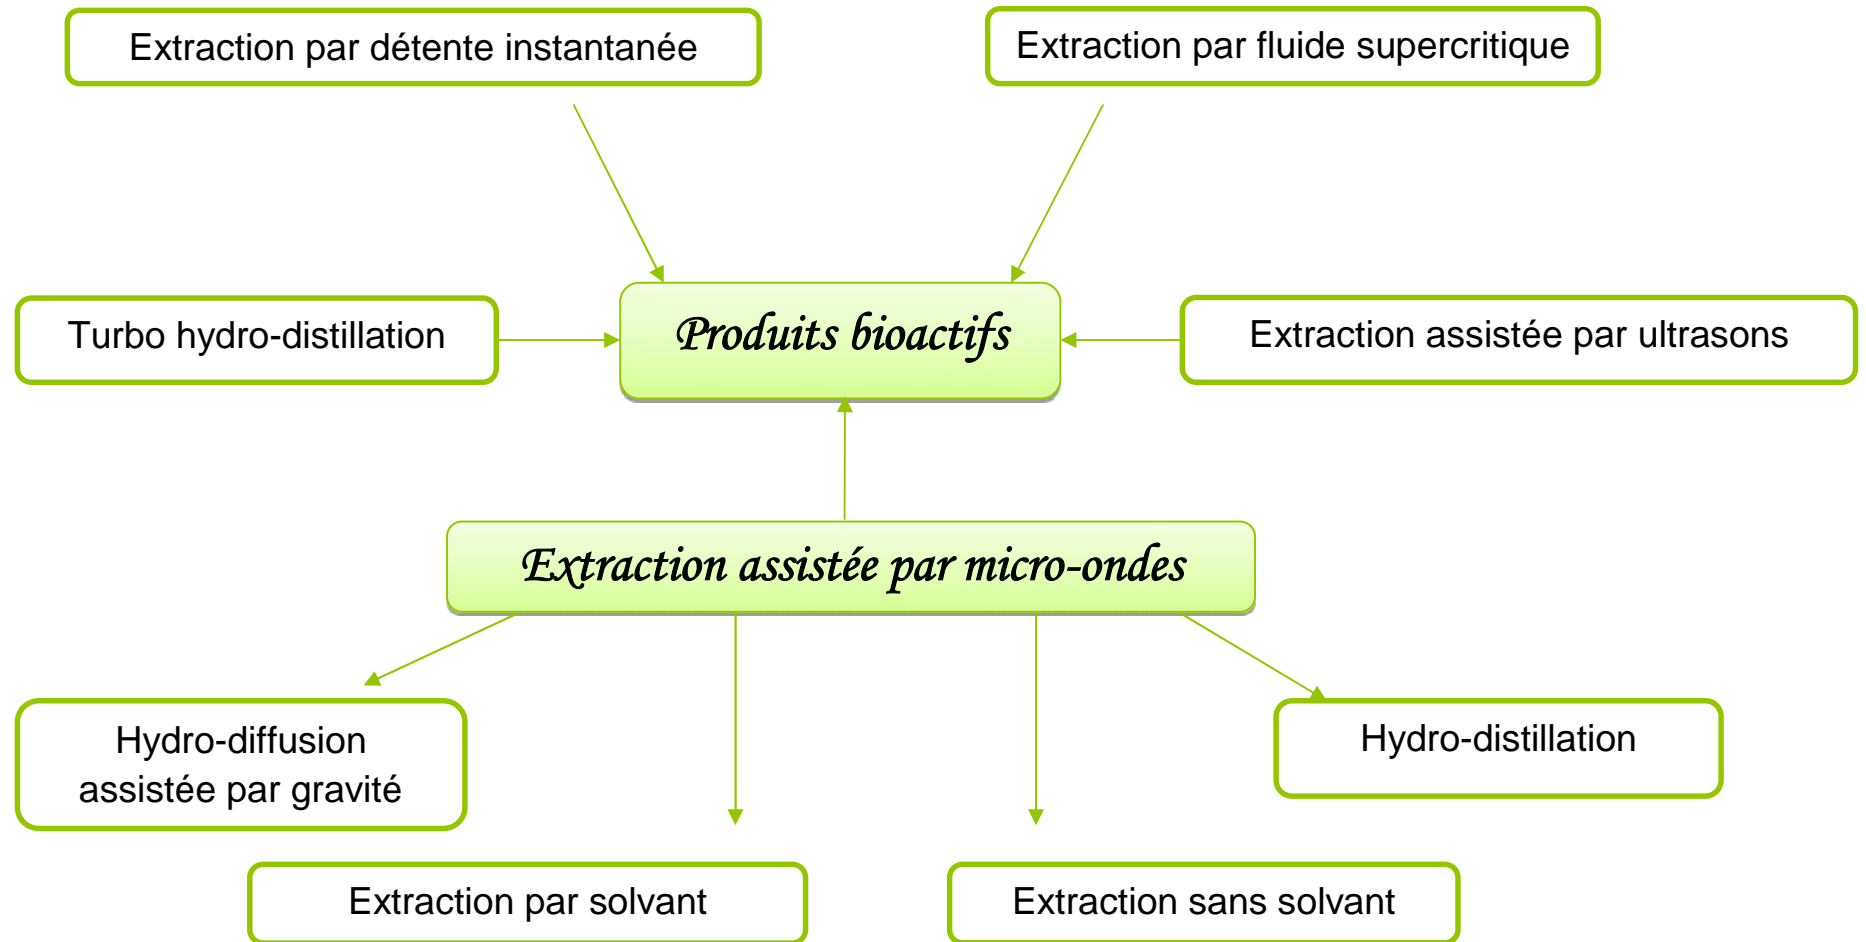 Extraction par détente instantanée
Extraction par fluide supercritique
Turbo hydro-distillation
Produits bioactifs
Extraction assistée par ultrasons
Extraction assistée par micro-ondes
Hydro-diffusion
assistée par gravité
Hydro-distillation
Extraction par solvant
Extraction sans solvant